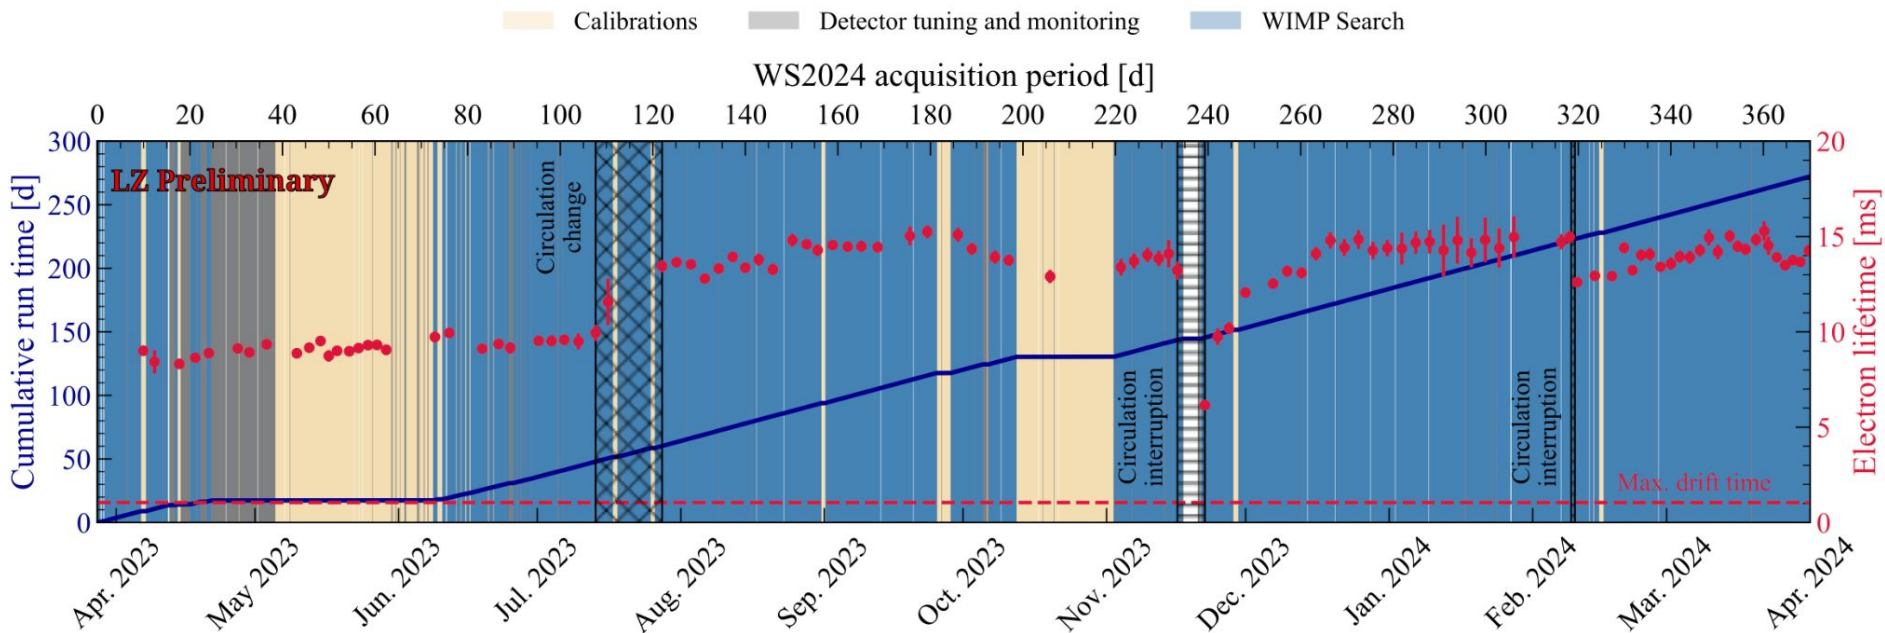 Calibrations
Detector tuning and monitoring
WIMP Search
WS2024 acquisition period [d]
0 20 40 60 80 100 120 140 160 180 200 220 240 260 280 300 320 340 360
300
250
200
150
100
50
0
Cumulative run time [d]
LZ Preliminary
Circulation
change
Circulation
interruption
Circulation
interruption
Max. drift time
20
15
10
5
0
Electron lifetime [ms]
Apr. 2023
May 2023
Jun. 2023
Jul. 2023
Aug. 2023
Sep. 2023
Oct. 2023
Nov. 2023
Dec. 2023
Jan. 2024
Feb. 2024
Mar. 2024
Apr. 2024